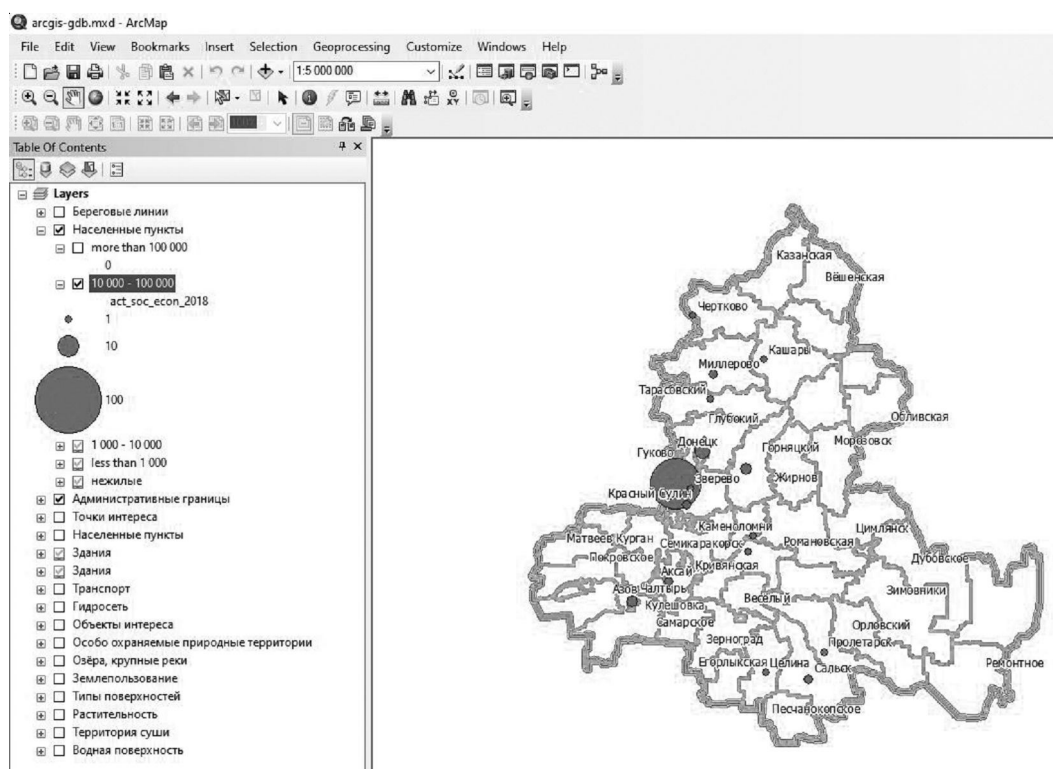 arcgis-gdb.mxd - ArcMap
File Edit View Bookmarks Insert Selection Geoprocessing Customize Windows Help
1:5 000 000
Table Of Contents
Layers
Береговые линии
Населенные пункты
more than 100 000
0
10 000 - 100 000
act_soc_econ_2018
1
10
100
1 000 - 10 000
less than 1 000
нежилые
Административные границы
Точки интереса
Населенные пункты
Здания
Здания
Транспорт
Гидросеть
Объекты интереса
Особо охраняемые природные территории
Озёра, крупные реки
Землепользование
Типы поверхностей
Растительность
Территория суши
Водная поверхность
Казанская
Вёшенская
Чертково
Кашары
Миллерово
Тарасовский
Глубокий
Обливская
Донецк
Горняцкий
Морозовск
Гуково
Зверево
Жирнов
Красный Сулин
Каменоломни
Цимлянск
Матвеев Курган
Семикаракорск
Романовская
Покровское
Кривянская
Дубовское
Аксай
Азов
Чалтырь
Весёлый
Зимовники
Кулешовка
Самарское
Орловский
Зерноград
Пролетарск
Егорлыкская
Целина
Сальск
Ремонтное
Песчанокопское